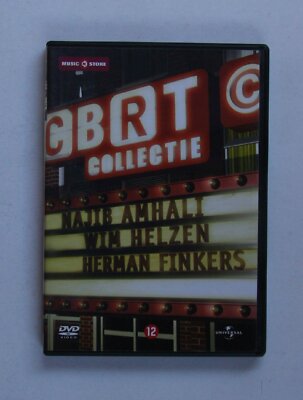 MUSIC STORE
CBRT ©
COLLECTIE
NAJIB AMHALI
WIM HELZEN
HERMAN FINKERS
DVD
VIDEO
12
UNIVERSAL